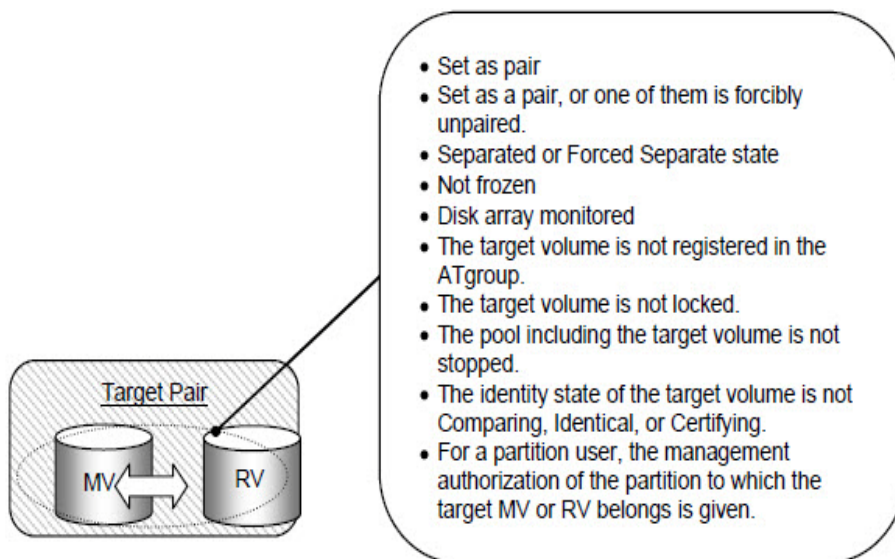 • Set as pair
• Set as a pair, or one of them is forcibly
unpaired.
• Separated or Forced Separate state
• Not frozen
• Disk array monitored
• The target volume is not registered in the
ATgroup.
• The target volume is not locked.
• The pool including the target volume is not
stopped.
• The identity state of the target volume is not
Comparing, Identical, or Certifying.
• For a partition user, the management
authorization of the partition to which the
target MV or RV belongs is given.
Target Pair
MV
RV